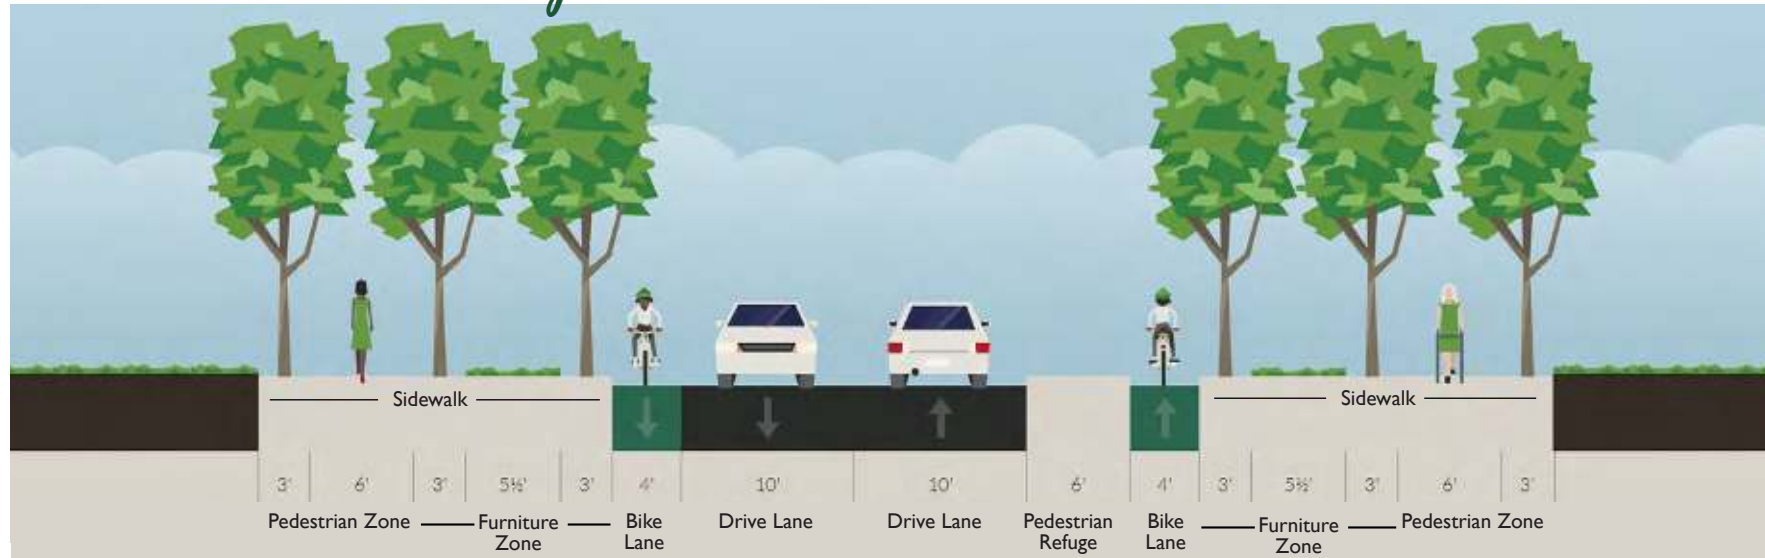 Sidewalk
Sidewalk
3' 6' 3' 5½' 3' 4' 10' 10' 6' 4' 3' 5½' 3' 6' 3'
Pedestrian Zone
Furniture
Zone
Bike
Lane
Drive Lane
Drive Lane
Pedestrian
Refuge
Bike
Lane
Furniture
Zone
Pedestrian Zone